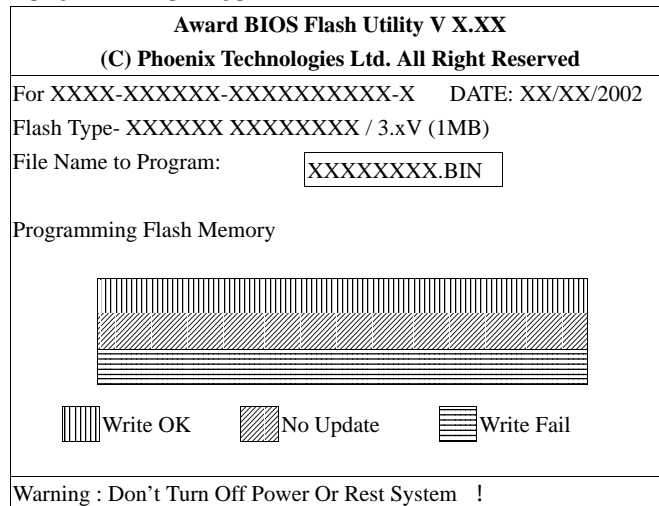 Award BIOS Flash Utility V X.XX
(C) Phoenix Technologies Ltd. All Right Reserved
For XXXX-XXXXXX-XXXXXXXXXX-X DATE: XX/XX/2002
Flash Type- XXXXXX XXXXXXXX / 3.xV (1MB)
File Name to Program: XXXXXXXX.BIN
Programming Flash Memory
Write OK No Update Write Fail
Warning : Don't Turn Off Power Or Rest System !